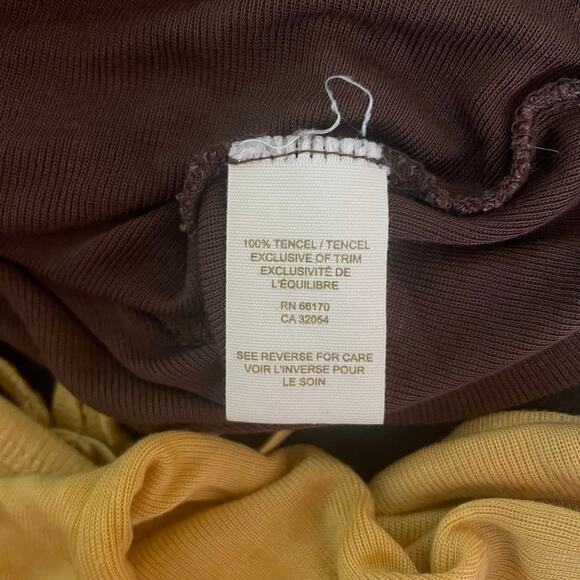 100% TENCEL / TENCEL
EXCLUSIVE OF TRIM
EXCLUSIVITÉ DE
L'ÉQUILIBRE
RN 66170
CA 32054
SEE REVERSE FOR CARE
VOIR L'INVERSE POUR
LE SOIN